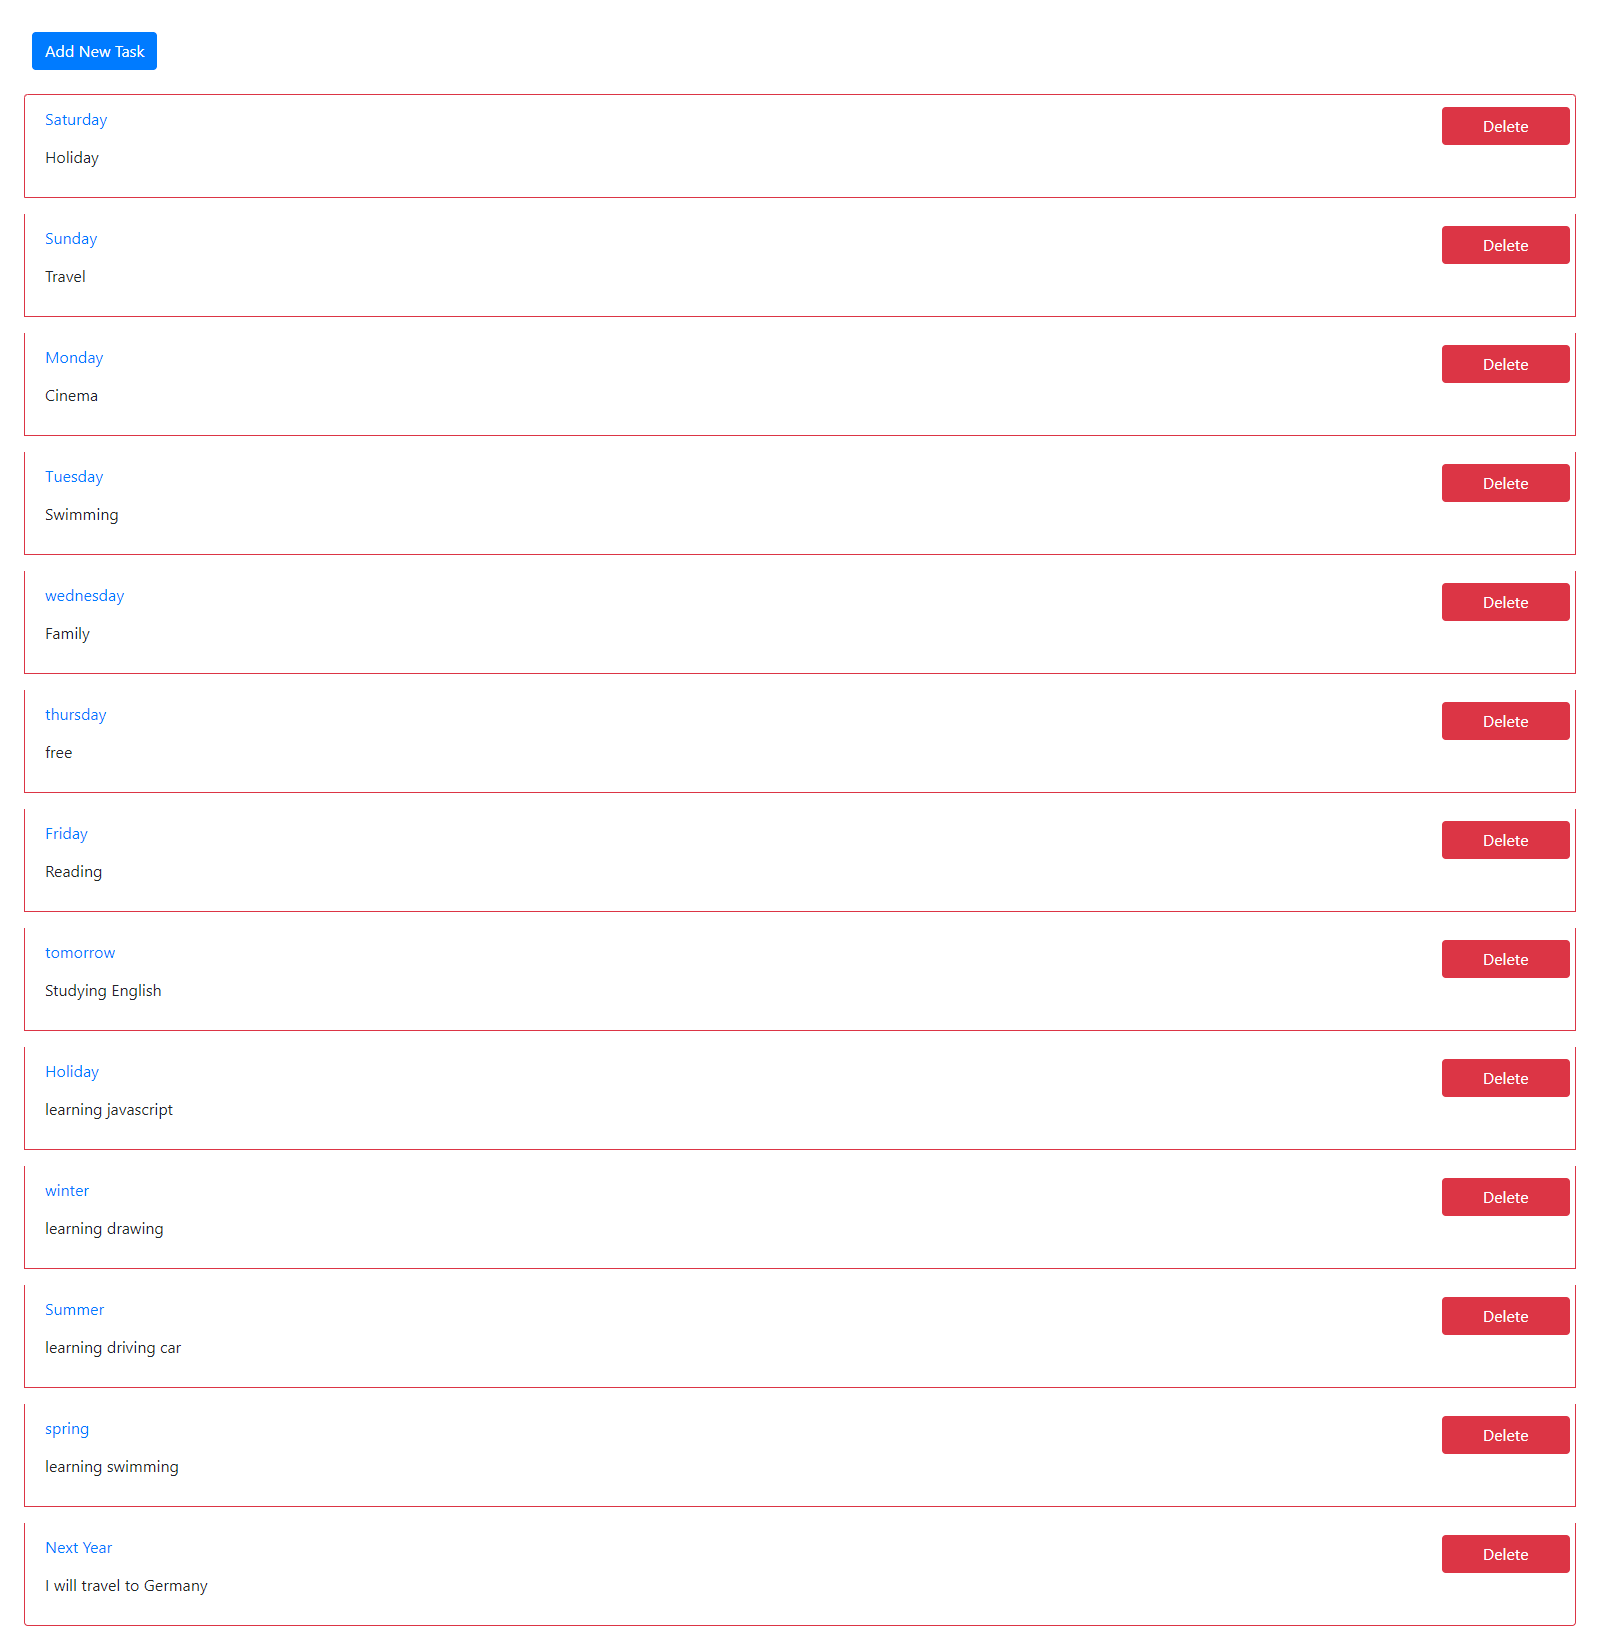 Add New Task
Saturday
Delete
Holiday
Sunday
Delete
Travel
Monday
Delete
Cinema
Tuesday
Delete
Swimming
wednesday
Delete
Family
thursday
Delete
free
Friday
Delete
Reading
tomorrow
Delete
Studying English
Holiday
Delete
learning javascript
winter
Delete
learning drawing
Summer
Delete
learning driving car
spring
Delete
learning swimming
Next Year
Delete
I will travel to Germany